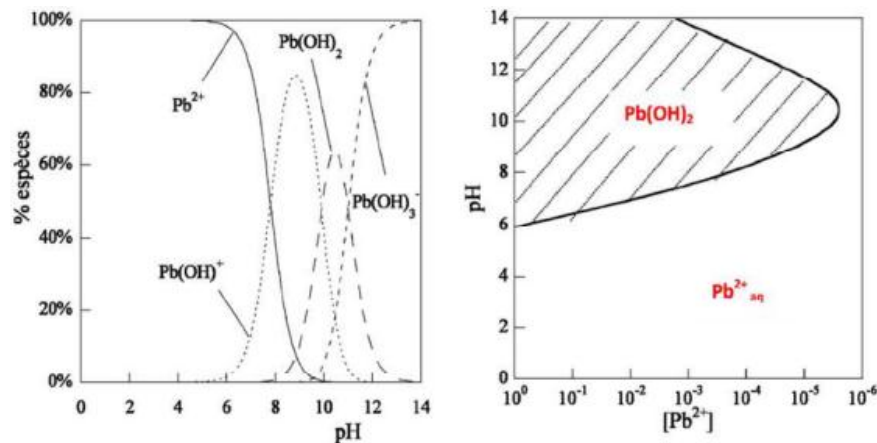 100%
80%
60%
40%
20%
0%
% espèces
Pb²⁺
Pb(OH)₂
Pb(OH)₃⁻
Pb(OH)⁺
0 2 4 6 8 10 12 14
pH
14
12
10
8
6
4
2
0
pH
Pb(OH)₂
Pb²⁺aq
10⁰ 10⁻¹ 10⁻² 10⁻³ 10⁻⁴ 10⁻⁵ 10⁻⁶
[Pb²⁺]